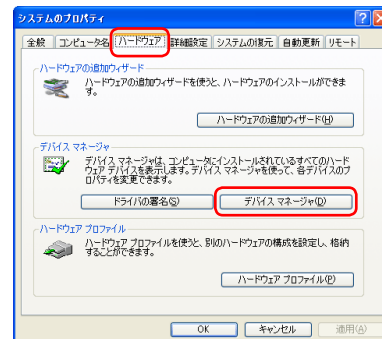 システムのプロパティ
全般 コンピュータ名 ハードウェア 詳細設定 システムの復元 自動更新 リモート
ハードウェアの追加ウィザード
ハードウェアの追加ウィザードを使うと、ハードウェアのインストールができま
す。
ハードウェアの追加ウィザード(H)
デバイス マネージャ
デバイス マネージャは、コンピュータにインストールされているすべてのハード
ウェア デバイスを表示します。デバイス マネージャを使って、各デバイスのプ
ロパティを変更できます。
ドライバの署名(S) デバイス マネージャ(D)
ハードウェア プロファイル
ハードウェア プロファイルを使うと、別のハードウェアの構成を設定し、格納
することができます。
ハードウェア プロファイル(P)
OK キャンセル 適用(A)